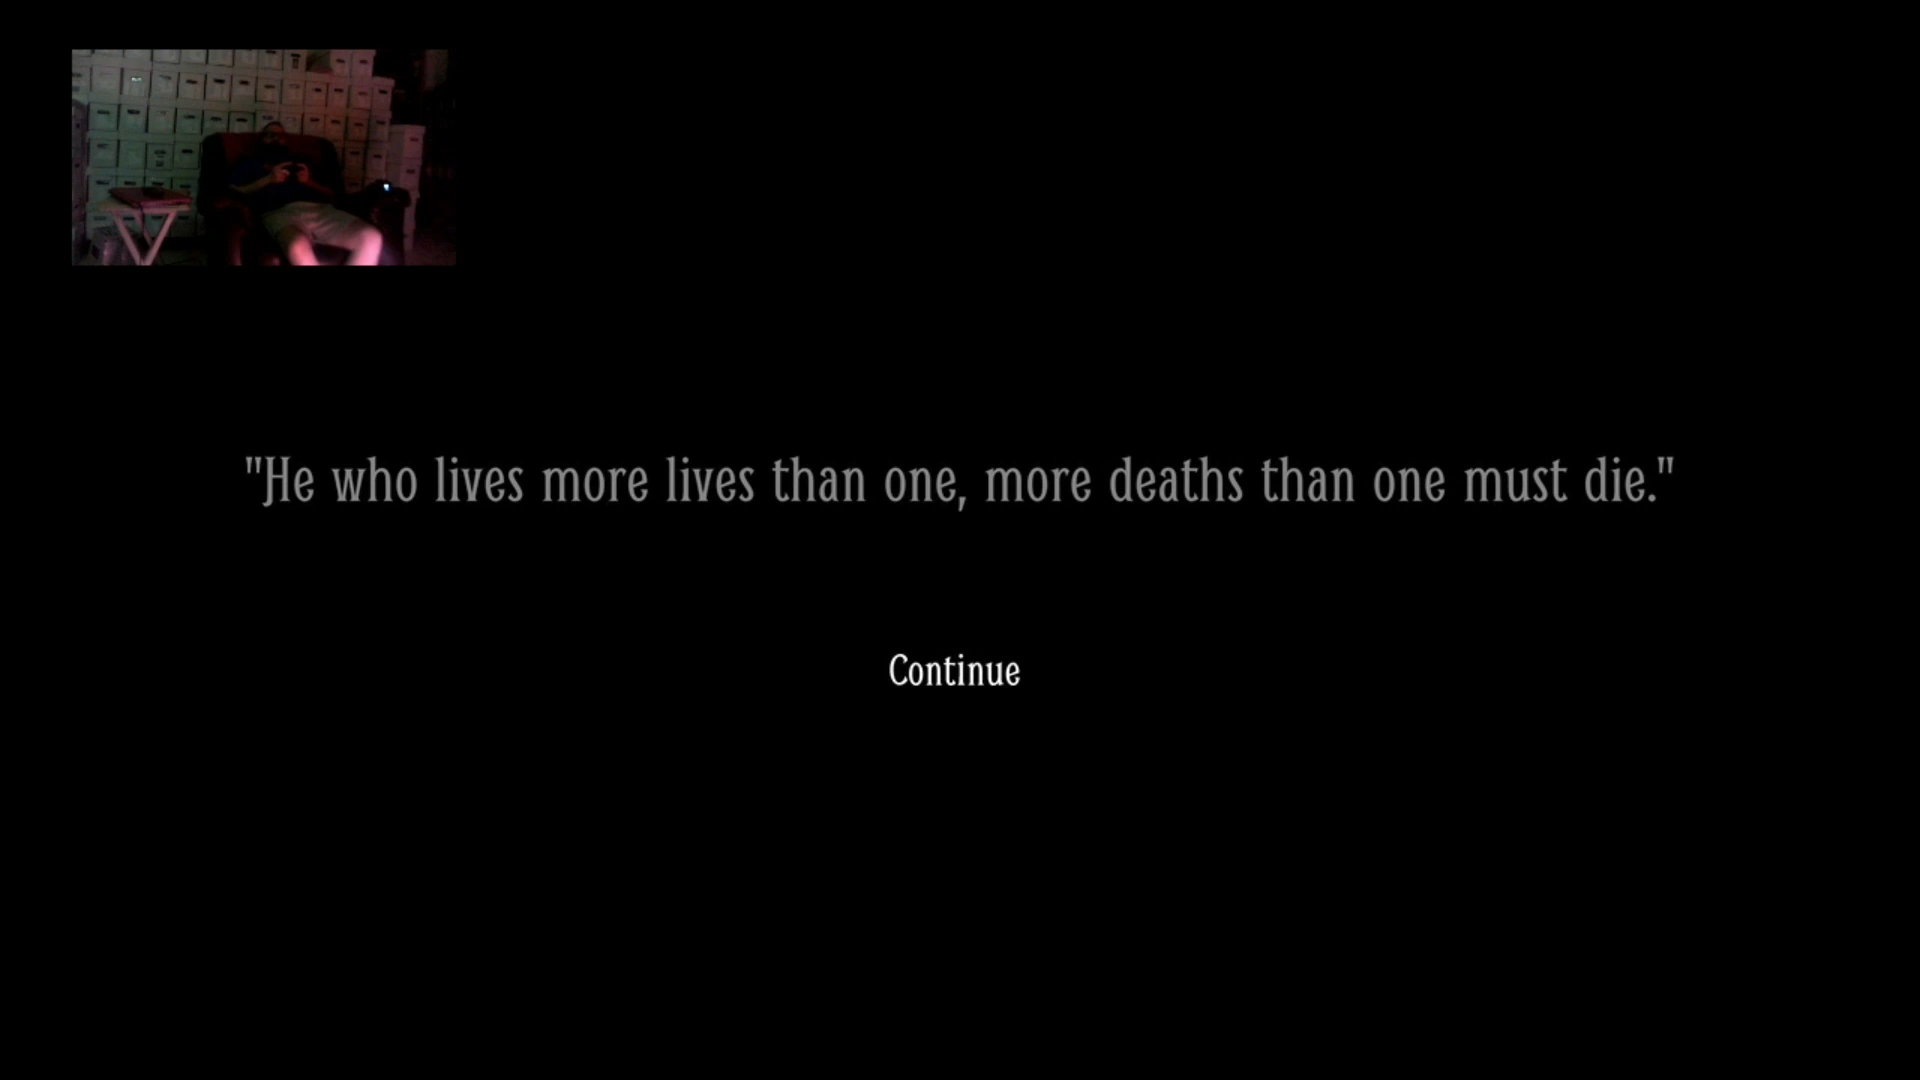 "He who lives more lives than one, more deaths than one must die."
Continue